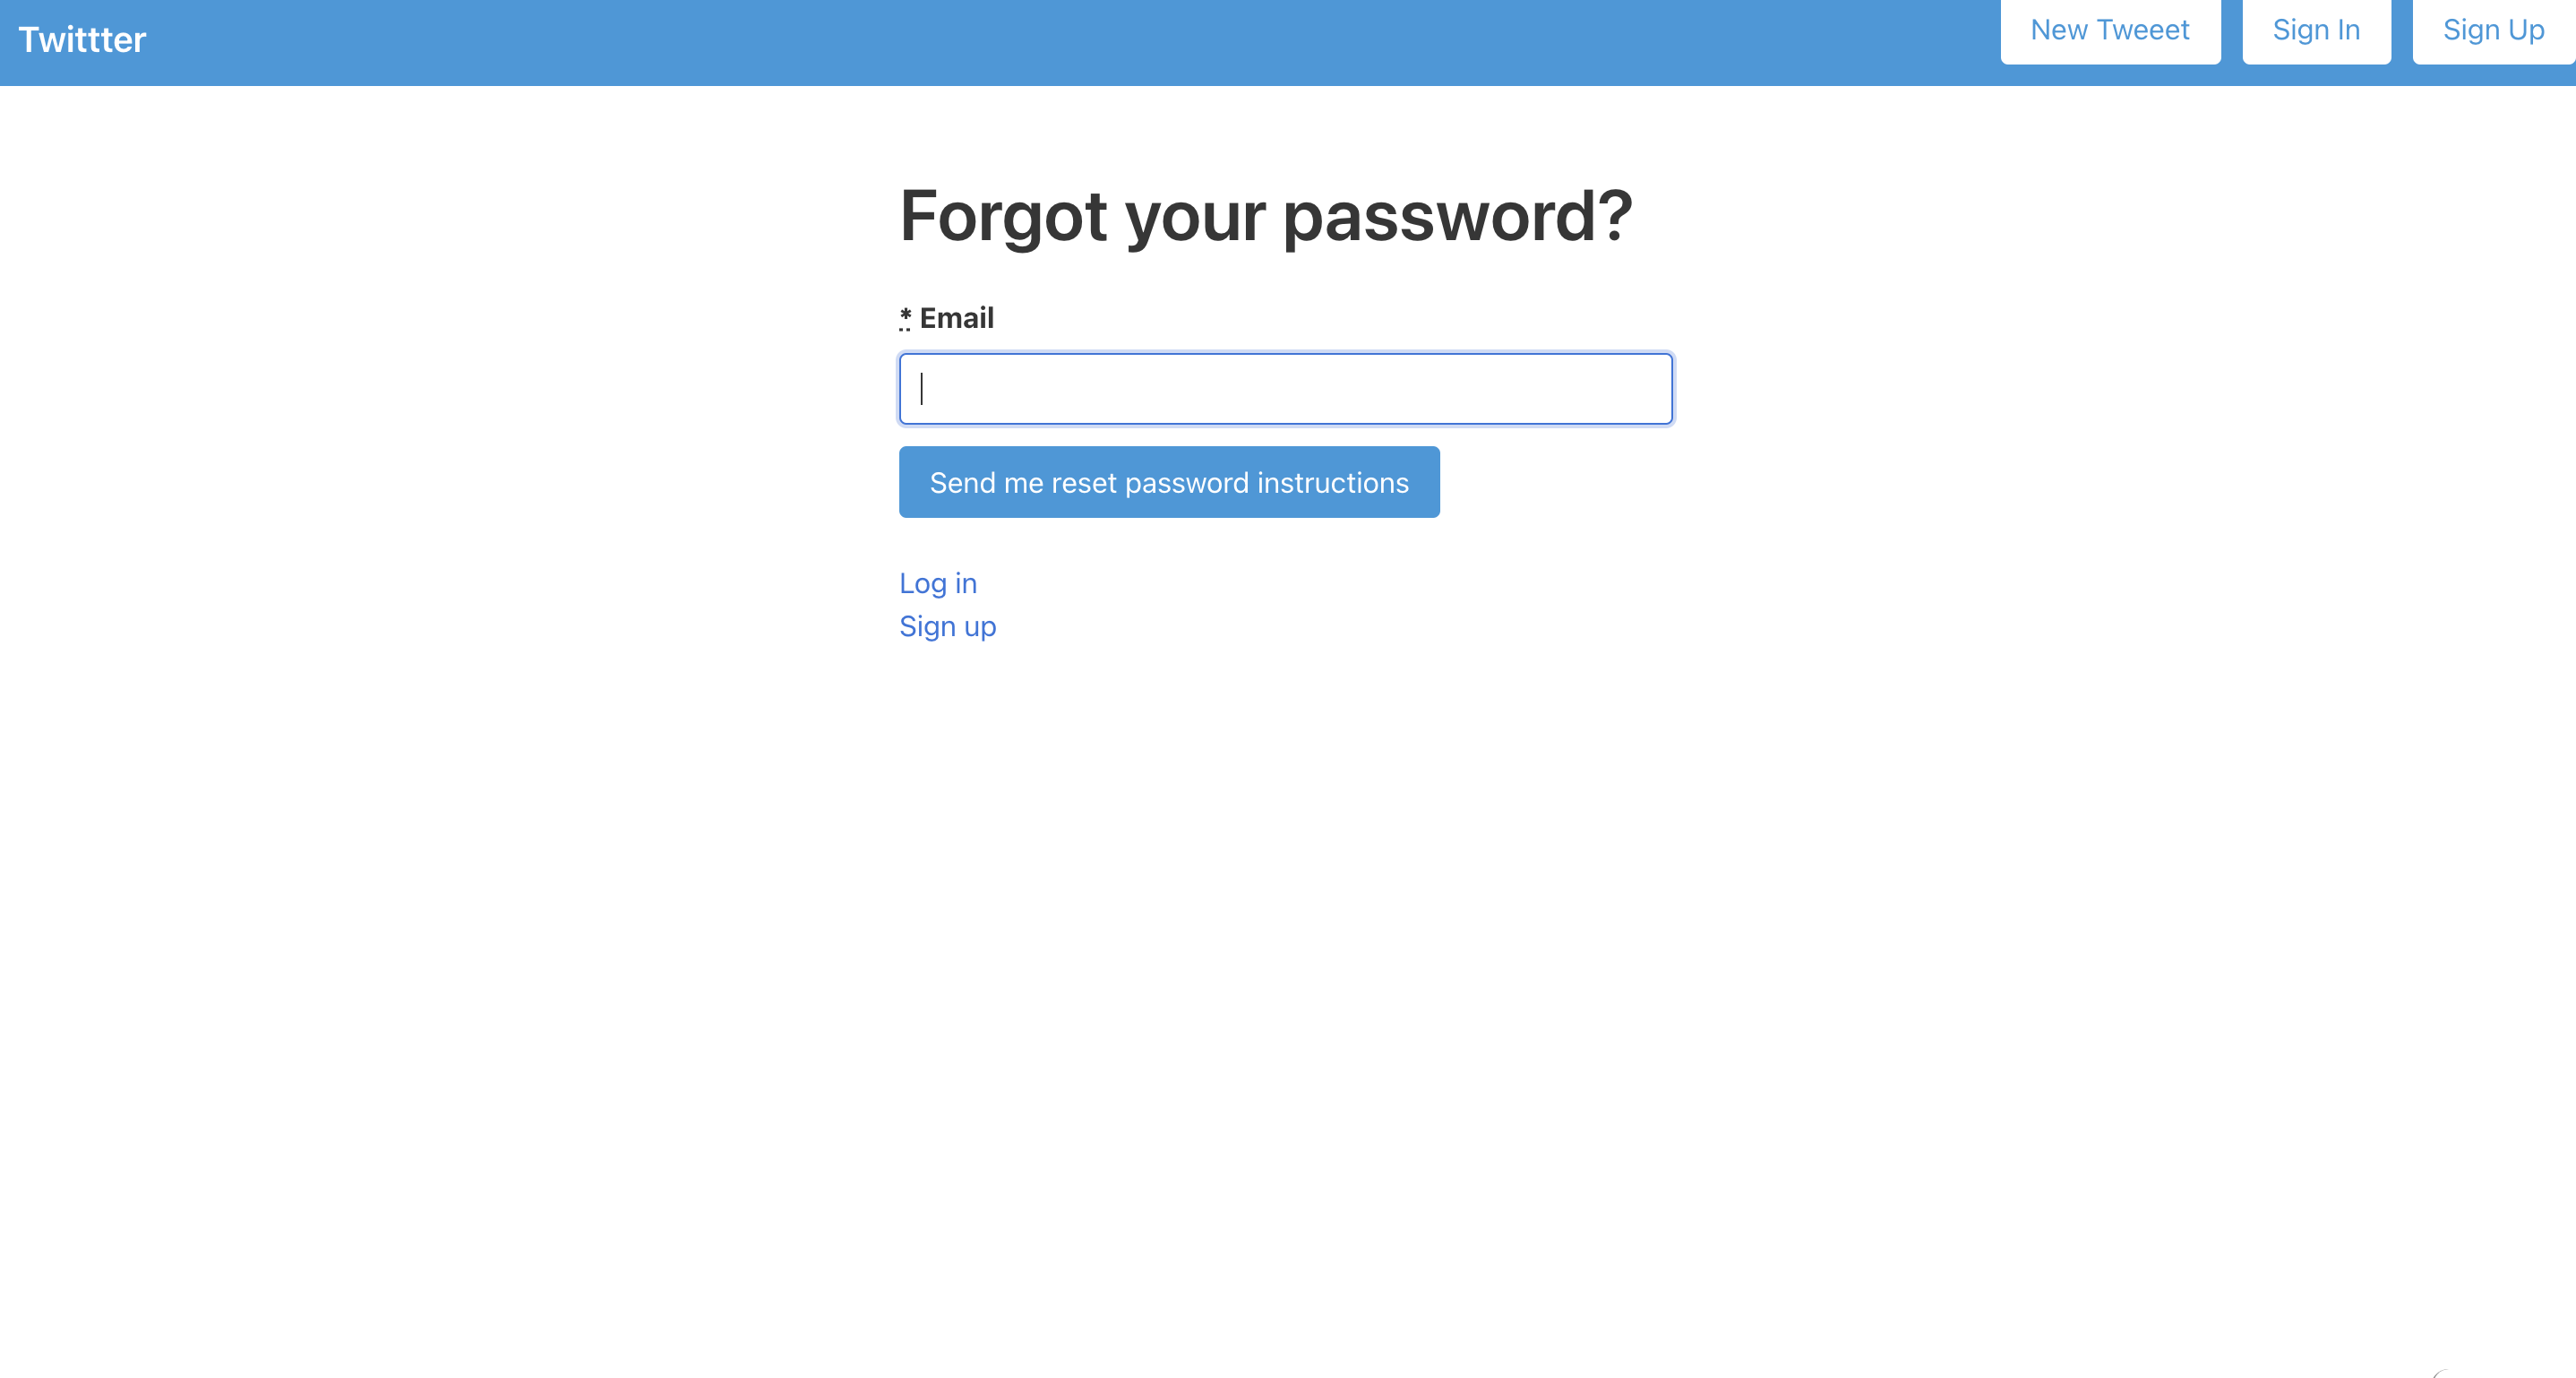 Twittter
New Tweeet
Sign In
Sign Up
Forgot your password?
* Email
Send me reset password instructions
Log in
Sign up